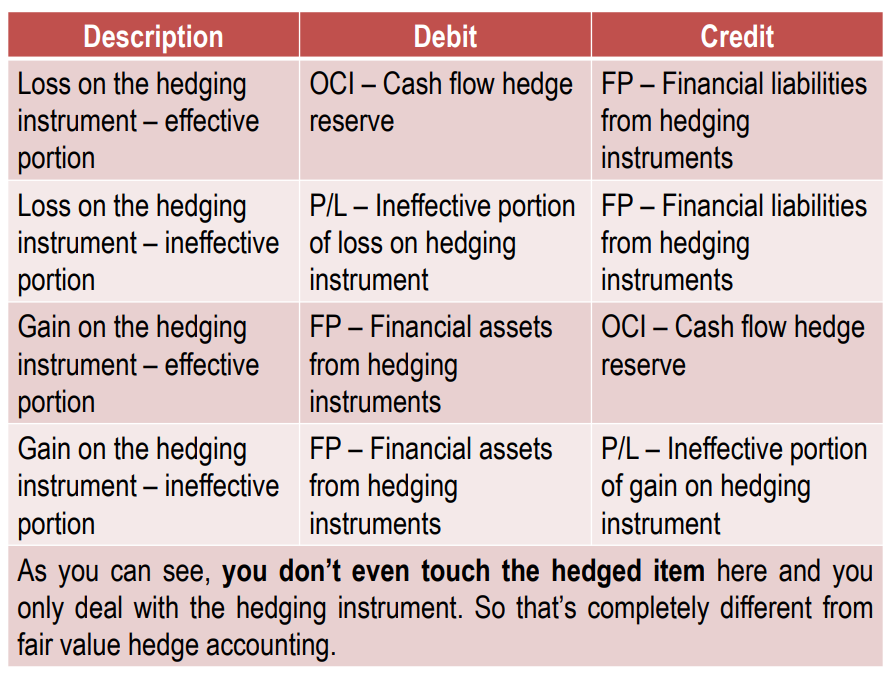 Description Debit Credit
Loss on the hedging
instrument – effective
portion
OCI – Cash flow hedge
reserve
FP – Financial liabilities
from hedging
instruments
Loss on the hedging
instrument – ineffective
portion
P/L – Ineffective portion
of loss on hedging
instrument
FP – Financial liabilities
from hedging
instruments
Gain on the hedging
instrument – effective
portion
FP – Financial assets
from hedging
instruments
OCI – Cash flow hedge
reserve
Gain on the hedging
instrument – ineffective
portion
FP – Financial assets
from hedging
instruments
P/L – Ineffective portion
of gain on hedging
instrument
As you can see, you don’t even touch the hedged item here and you
only deal with the hedging instrument. So that’s completely different from
fair value hedge accounting.